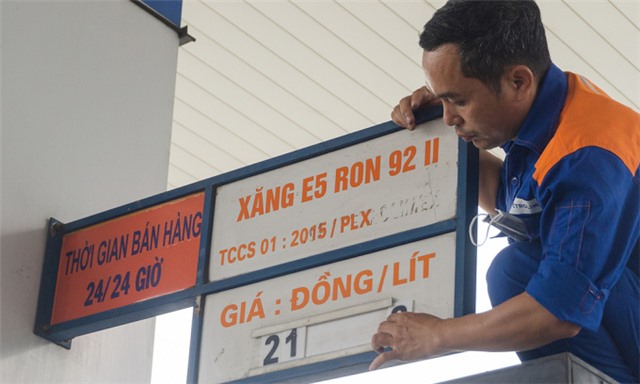 THỜI GIAN BÁN HÀNG
24/24 GIỜ
XĂNG E5 RON 92 II
TCCS 01 : 2015 / PLX
GIÁ : ĐỒNG/LÍT
21